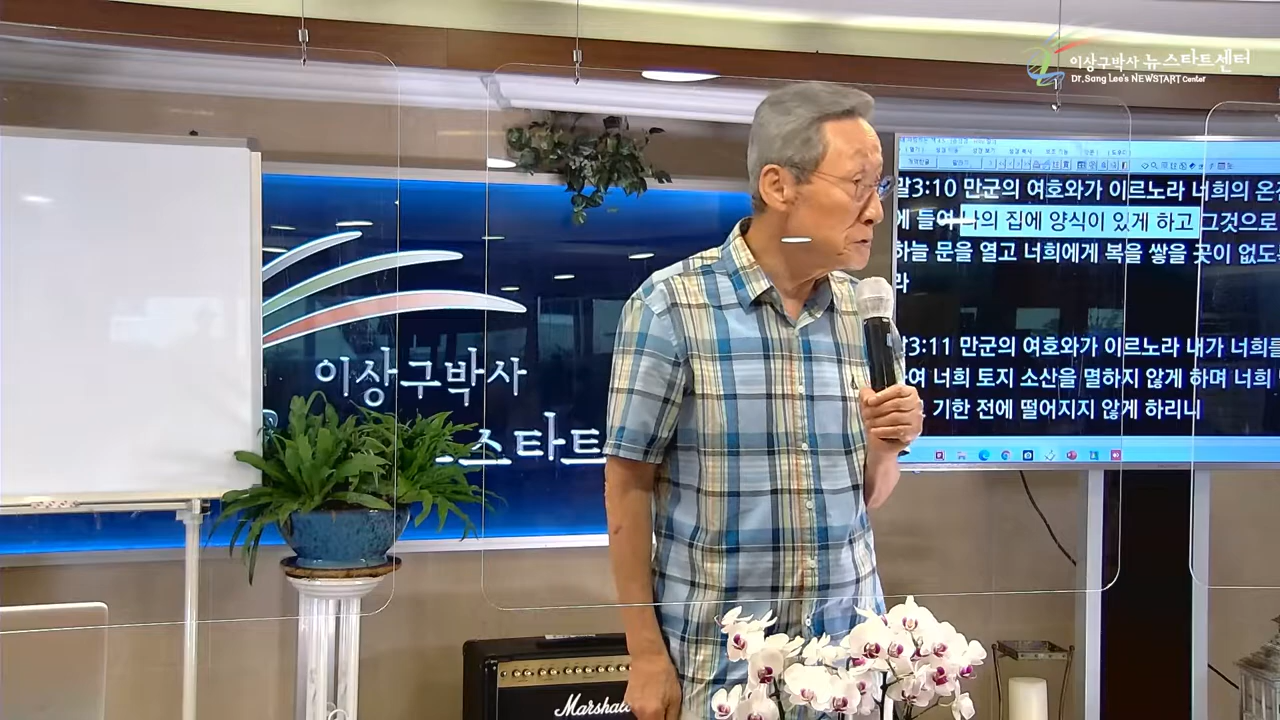 이상구박사 뉴스타트센터
Dr. Sang Lee's NEWSTART Center
이상구박사
스타트
말3:10 만군의 여호와가 이르노라 너희의 온
에 들여 나의 집에 양식이 있게 하고 그것으로
하늘 문을 열고 너희에게 복을 쌓을 곳이 없도
라
말3:11 만군의 여호와가 이르노라 내가 너희를
하여 너희 토지 소산을 멸하지 않게 하며 너희
기한 전에 떨어지지 않게 하리니
Marshall